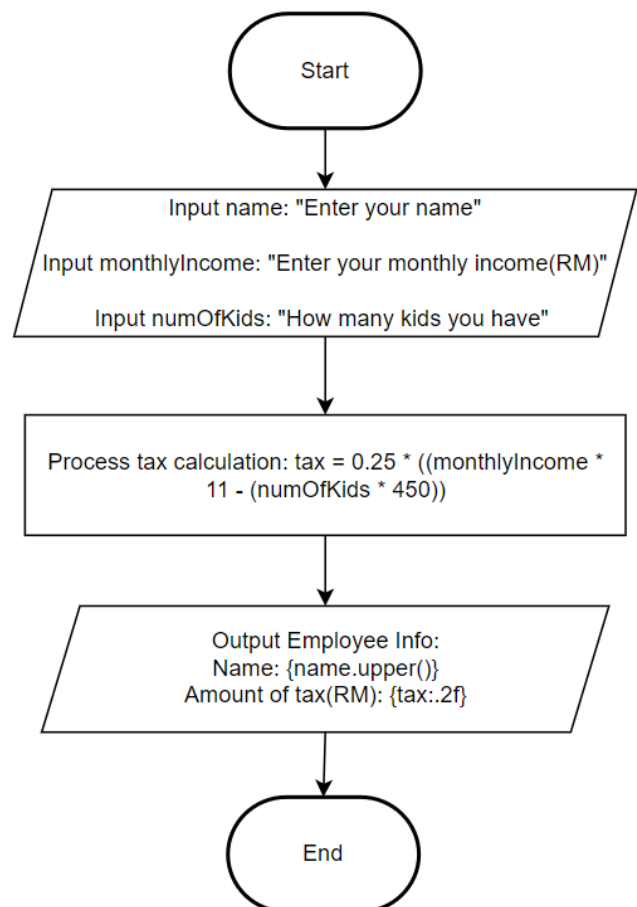 Start
Input name: "Enter your name"
Input monthlyIncome: "Enter your monthly income(RM)"
Input numOfKids: "How many kids you have"
Process tax calculation: tax = 0.25 * ((monthlyIncome *
11 - (numOfKids * 450))
Output Employee Info:
Name: {name.upper()}
Amount of tax(RM): {tax:.2f}
End